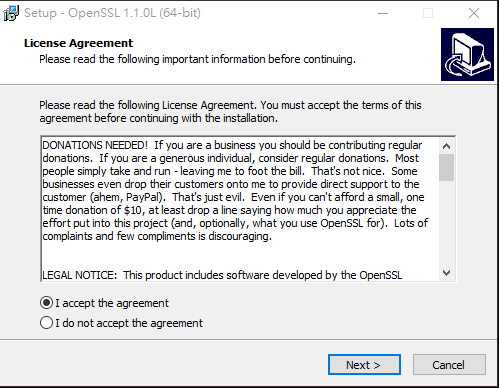 Setup - OpenSSL 1.1.0L (64-bit)
License Agreement
Please read the following important information before continuing.
Please read the following License Agreement. You must accept the terms of this
agreement before continuing with the installation.
DONATIONS NEEDED!  If you are a business you should be contributing regular
donations.  If you are a generous individual, consider regular donations.  Most
people simply take and run - leaving me to foot the bill.  That's not nice.  Some
businesses even drop their customers onto me to provide direct support to the
customer (ahem, PayPal).  That's just evil.  Even if you can't afford a small, one
time donation of $10, at least drop a line saying how much you appreciate the
effort put into this project (and, optionally, what you use OpenSSL for).  Lots of
complaints and few compliments is discouraging.
LEGAL NOTICE:  This product includes software developed by the OpenSSL
I accept the agreement
I do not accept the agreement
Next >
Cancel